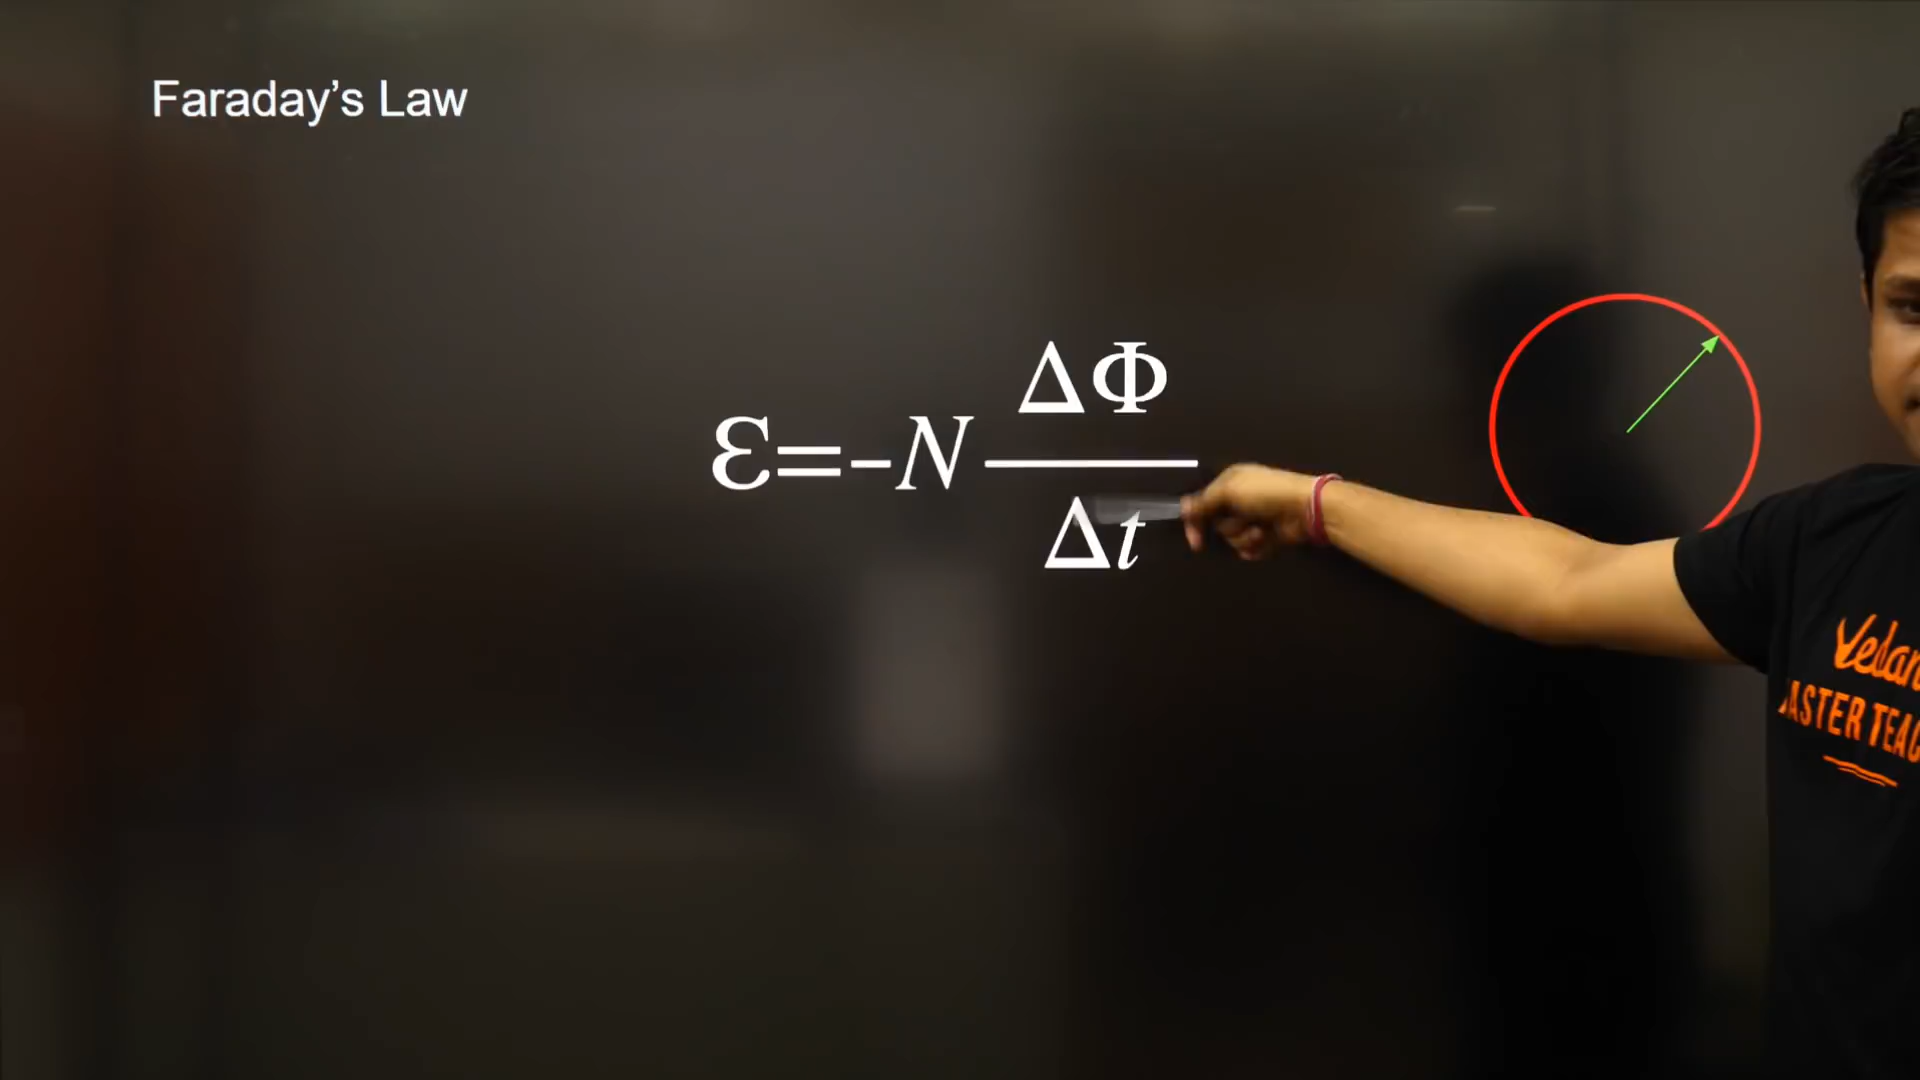 Faraday’s Law
ℇ=-N ΔΦ/Δt